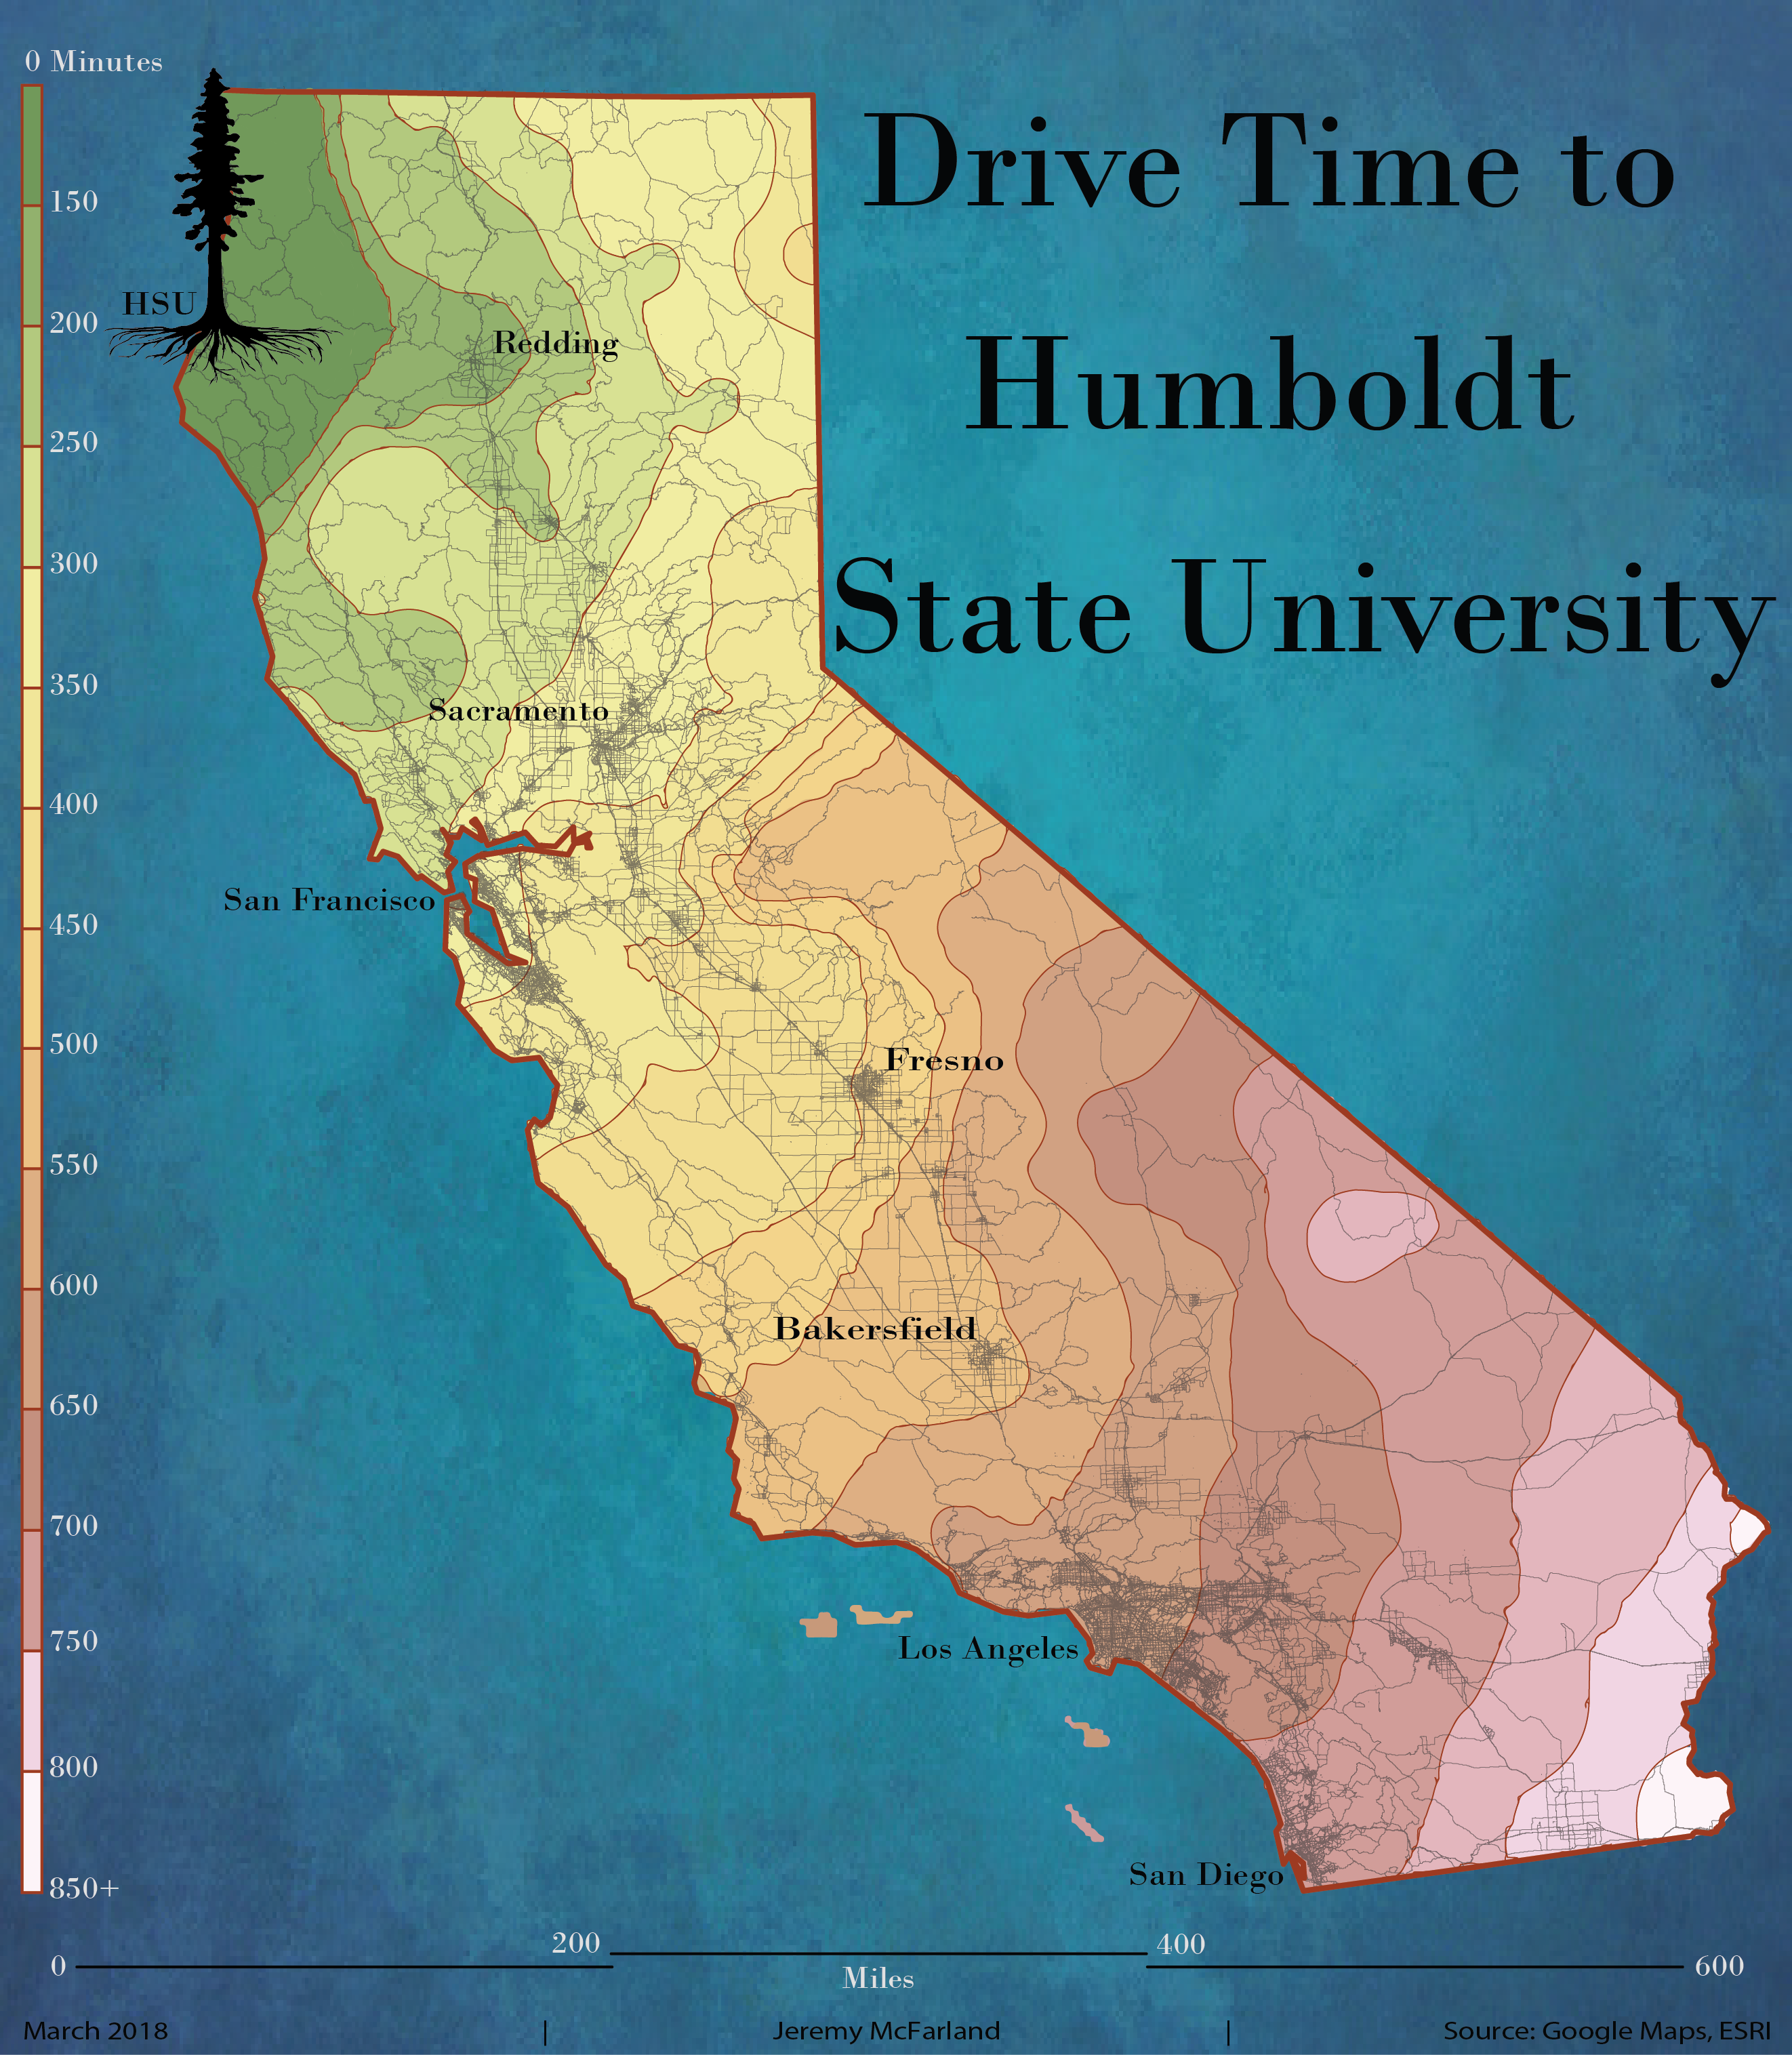 Drive Time to
Humboldt
State University
0 Minutes
150
200
250
300
350
400
450
500
550
600
650
700
750
800
850+
HSU
Redding
Sacramento
San Francisco
Fresno
Bakersfield
Los Angeles
San Diego
0
200
400
600
Miles
March 2018 | Jeremy McFarland | Source: Google Maps, ESRI